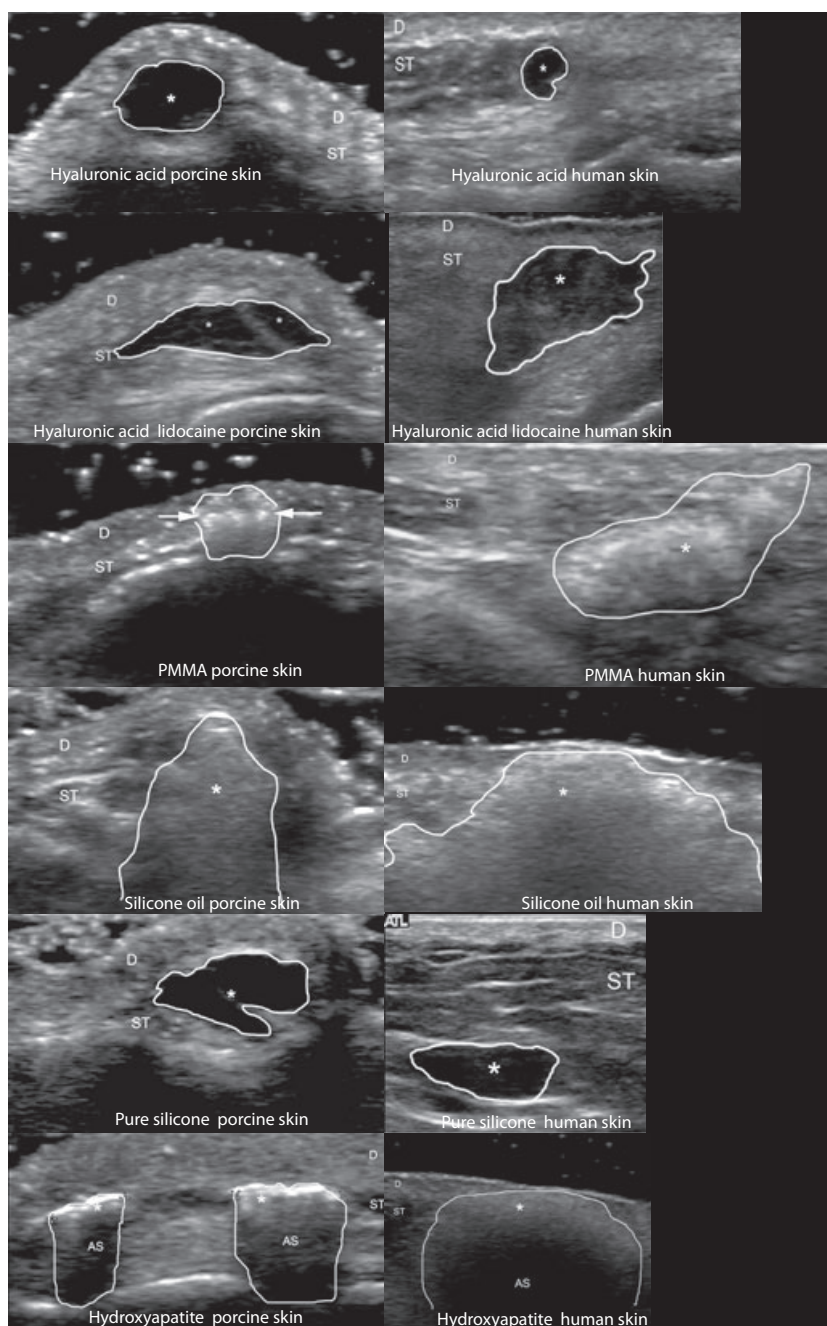 D
ST
*
D
ST
Hyaluronic acid porcine skin
D
ST
*
Hyaluronic acid human skin
D
ST
*
*
Hyaluronic acid lidocaine porcine skin
D
ST
*
Hyaluronic acid lidocaine human skin
D
ST
PMMA porcine skin
D
ST
*
PMMA human skin
D
ST
*
Silicone oil porcine skin
D
ST
*
Silicone oil human skin
D
ST
*
Pure silicone porcine skin
ATL
D
ST
*
Pure silicone human skin
D
ST
*
*
AS
AS
Hydroxyapatite porcine skin
D
ST
*
AS
Hydroxyapatite human skin